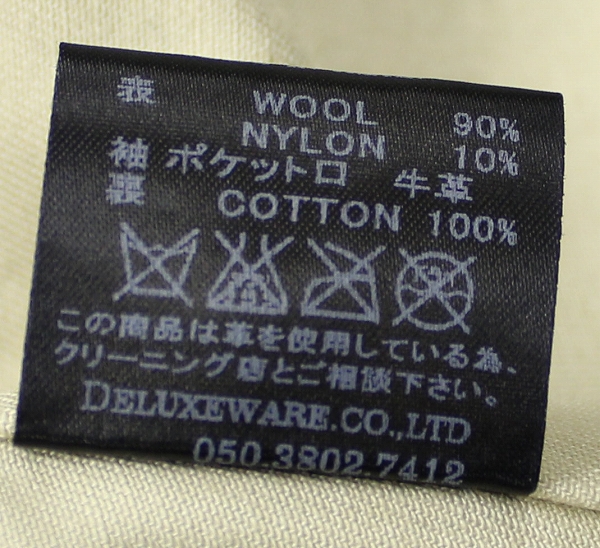 表 WOOL 90%
NYLON 10%
袖 ポケット口 牛革
裏 COTTON 100%
この商品は革を使用している為、
クリーニング店とご相談下さい。
DELUXEWARE.CO.,LTD
050.3802.7412